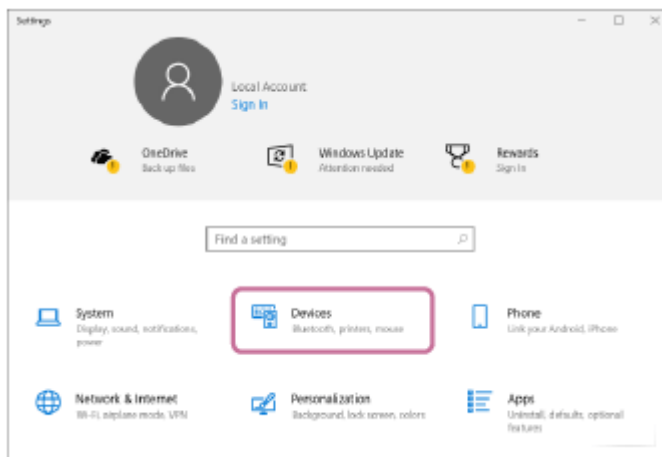 Settings
Local Account
Sign In
OneDrive
Back up files
Windows Update
Attention needed
Rewards
Sign In
Find a setting
System
Display, sound, notifications,
power
Devices
Bluetooth, printers, mouse
Phone
Link your Android, iPhone
Network & Internet
Wi-Fi, airplane mode, VPN
Personalization
Background, lock screen, colors
Apps
Uninstall, defaults, optional
features